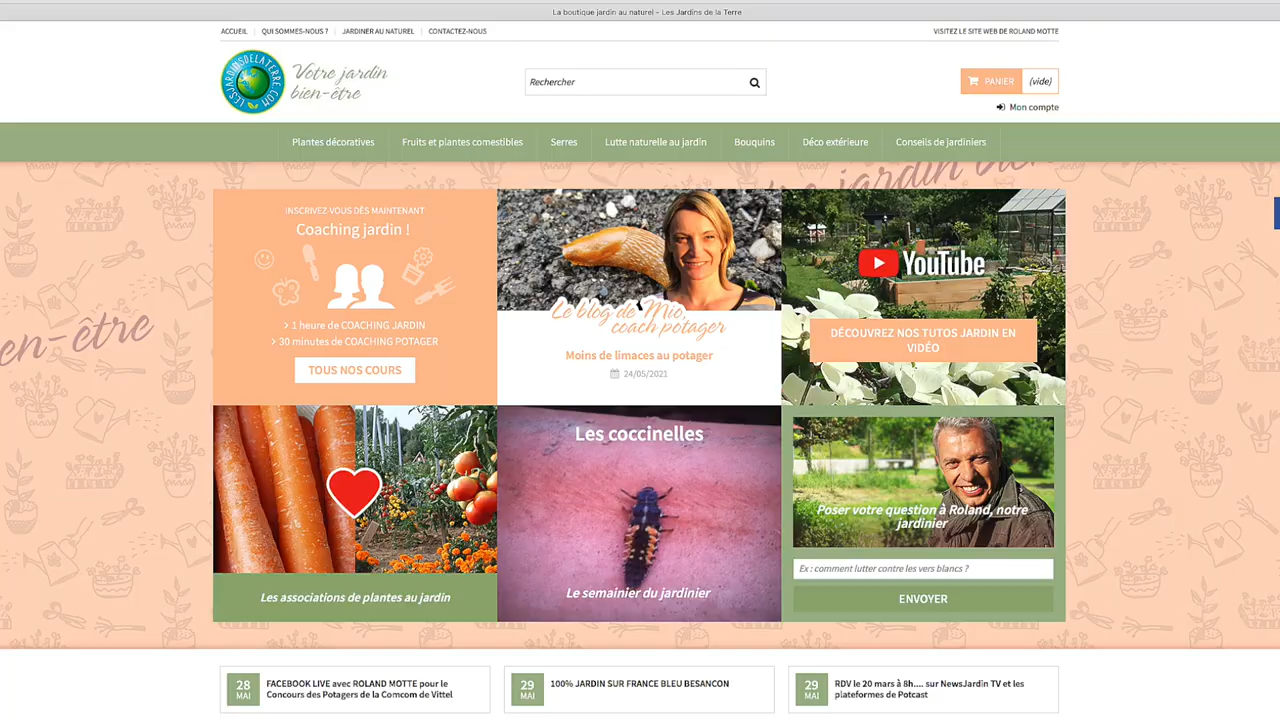 La boutique jardin au naturel – Les Jardins de la Terre
ACCUEIL
QUI SOMMES-NOUS ?
JARDINER AU NATUREL
CONTACTEZ-NOUS
VISITEZ LE SITE WEB DE ROLAND MOTTE
LESJARDINSDELATERRE.COM
Votre jardin
bien-être
Rechercher
PANIER
(vide)
Mon compte
Plantes décoratives
Fruits et plantes comestibles
Serres
Lutte naturelle au jardin
Bouquins
Déco extérieure
Conseils de jardiniers
INSCRIVEZ-VOUS DÈS MAINTENANT
Coaching jardin !
> 1 heure de COACHING JARDIN
> 30 minutes de COACHING POTAGER
TOUS NOS COURS
Le blog de Mio,
coach potager
Moins de limaces au potager
24/05/2021
YouTube
DÉCOUVREZ NOS TUTOS JARDIN EN
VIDÉO
Les associations de plantes au jardin
Les coccinelles
Le semainier du jardinier
Poser votre question à Roland, notre
jardinier
Ex : comment lutter contre les vers blancs ?
ENVOYER
28
MAI
FACEBOOK LIVE avec ROLAND MOTTE pour le
Concours des Potagers de la Comcom de Vittel
29
MAI
100% JARDIN SUR FRANCE BLEU BESANCON
29
MAI
RDV le 20 mars à 8h.... sur NewsJardin TV et les
plateformes de Potcast